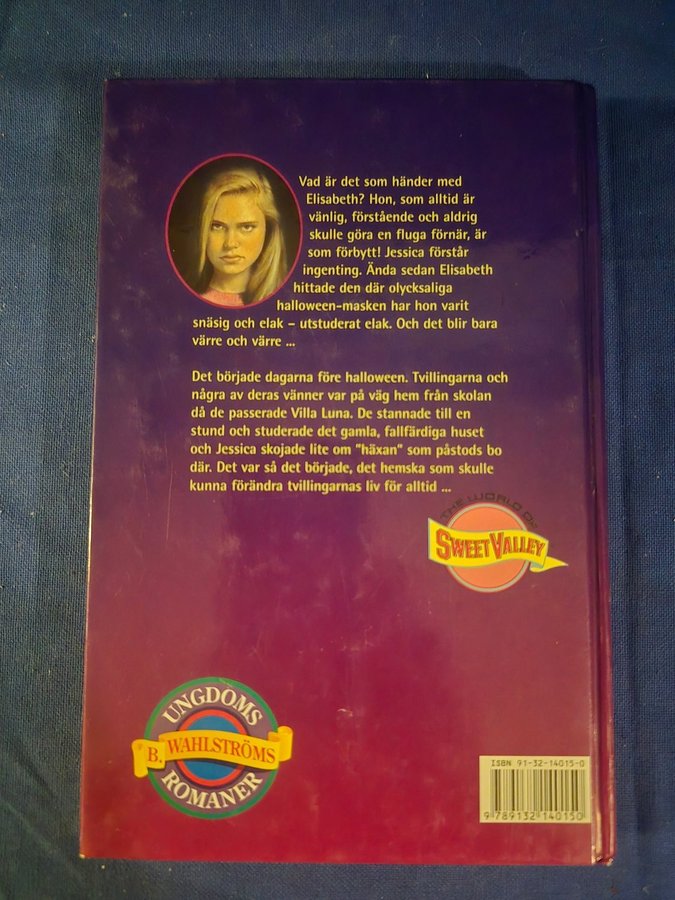 Vad är det som händer med
Elisabeth? Hon, som alltid är
vänlig, förstående och aldrig
skulle göra en fluga förnär, är
som förbytt! Jessica förstår
ingenting. Ända sedan Elisabeth
hittade den där olycksaliga
halloween-masken har hon varit
snäsig och elak – utstuderat elak. Och det blir bara
värre och värre ...
Det började dagarna före halloween. Tvillingarna och
några av deras vänner var på väg hem från skolan
då de passerade Villa Luna. De stannade till en
stund och studerade det gamla, fallfärdiga huset
och Jessica skojade lite om "häxan" som påstods bo
där. Det var så det började, det hemska som skulle
kunna förändra tvillingarnas liv för alltid ...
THE WORLD OF
SWEET VALLEY
UNGDOMS
B. WAHLSTRÖMS
ROMANER
ISBN 91-32-14015-0
9 789132 140150